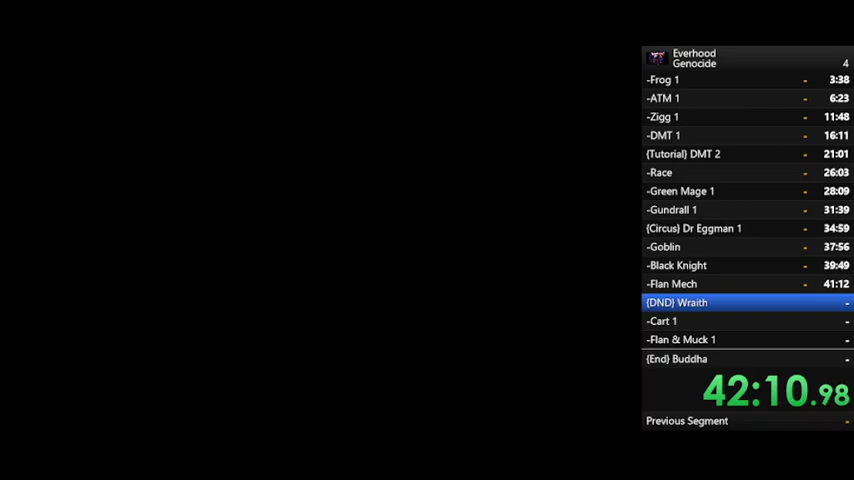 Everhood
Genocide 4
-Frog 1 - 3:38
-ATM 1 - 6:23
-Zigg 1 - 11:48
-DMT 1 - 16:11
{Tutorial} DMT 2 - 21:01
-Race - 26:03
-Green Mage 1 - 28:09
-Gundrall 1 - 31:39
{Circus} Dr Eggman 1 - 34:59
-Goblin - 37:56
-Black Knight - 39:49
-Flan Mech - 41:12
{DND} Wraith -
-Cart 1 -
-Flan & Muck 1 -
{End} Buddha -
42:10.98
Previous Segment -